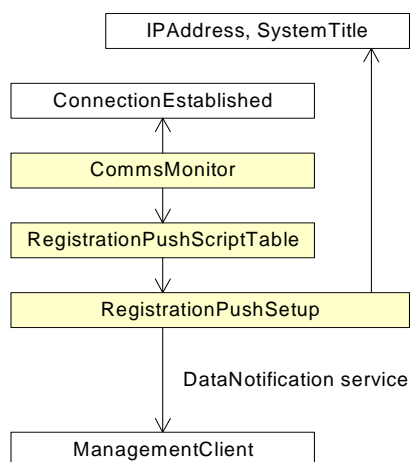 IPAddress, SystemTitle
ConnectionEstablished
CommsMonitor
RegistrationPushScriptTable
RegistrationPushSetup
DataNotification service
ManagementClient